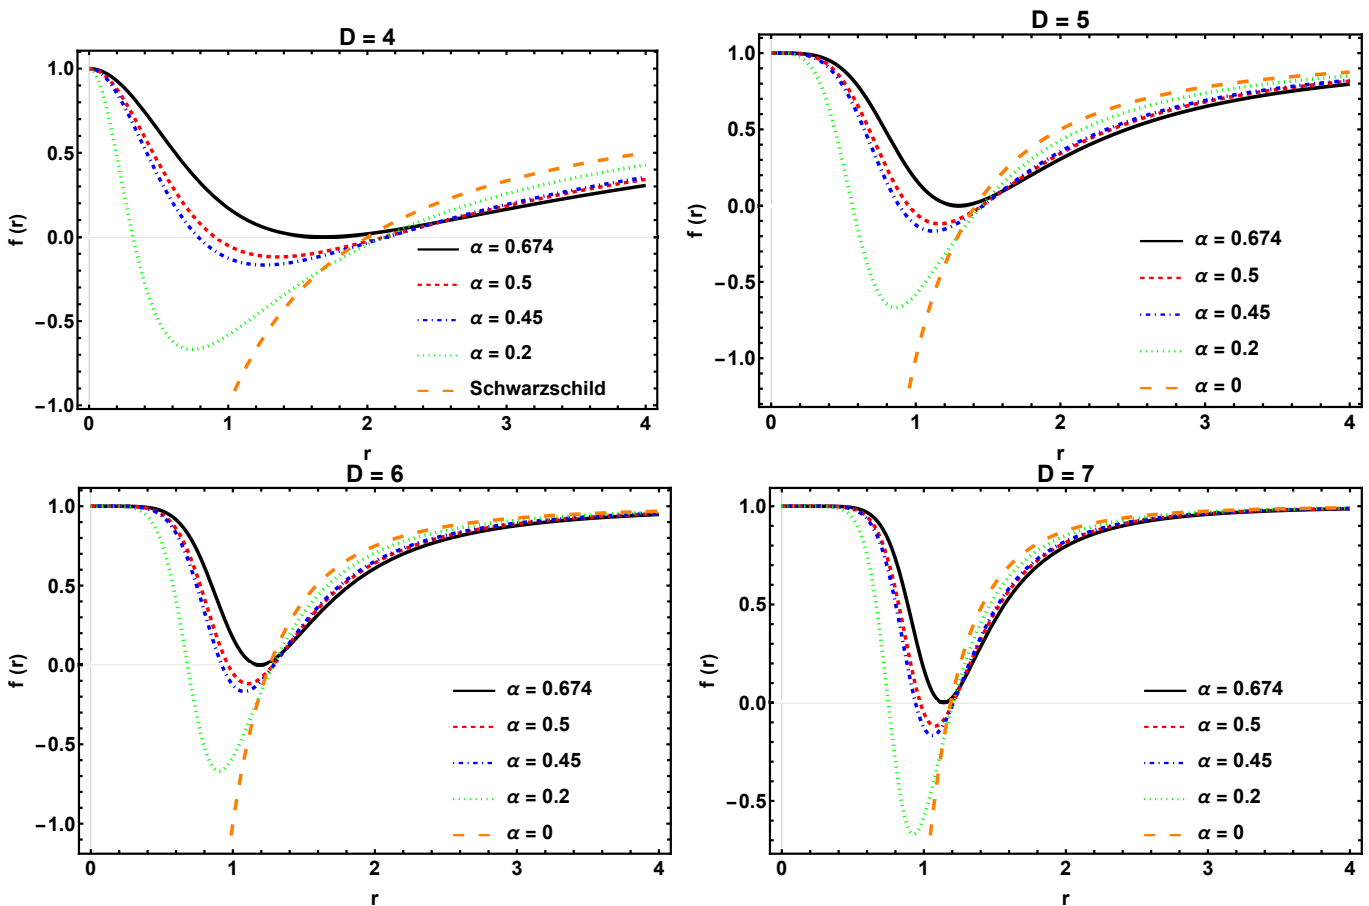 D = 4
1.0
0.5
0.0
−0.5
−1.0
f (r)
α = 0.674
α = 0.5
α = 0.45
α = 0.2
Schwarzschild
0 1 2 3 4
r
D = 5
1.0
0.5
0.0
−0.5
−1.0
f (r)
α = 0.674
α = 0.5
α = 0.45
α = 0.2
α = 0
0 1 2 3 4
r
D = 6
1.0
0.5
0.0
−0.5
−1.0
f (r)
α = 0.674
α = 0.5
α = 0.45
α = 0.2
α = 0
0 1 2 3 4
r
D = 7
1.0
0.5
0.0
−0.5
f (r)
α = 0.674
α = 0.5
α = 0.45
α = 0.2
α = 0
0 1 2 3 4
r